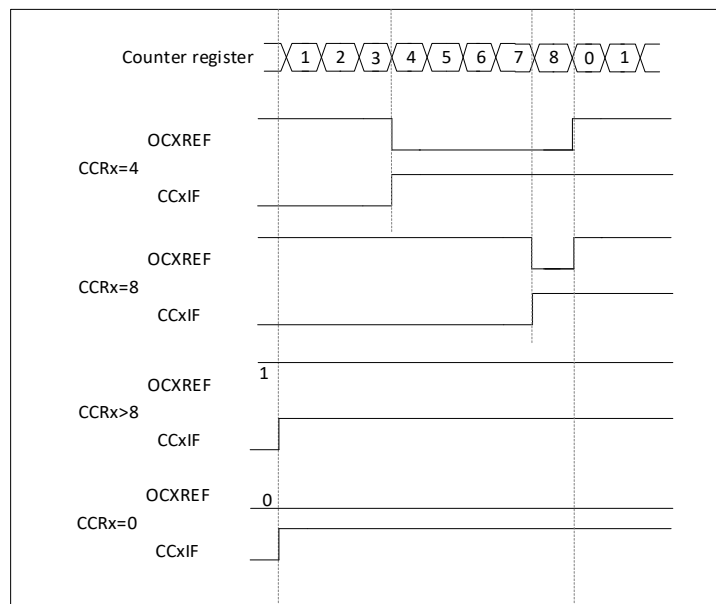 Counter register 1 2 3 4 5 6 7 8 0 1
OCXREF
CCRx=4
CCxIF
OCXREF
CCRx=8
CCxIF
1
OCXREF
CCRx>8
CCxIF
OCXREF 0
CCRx=0
CCxIF